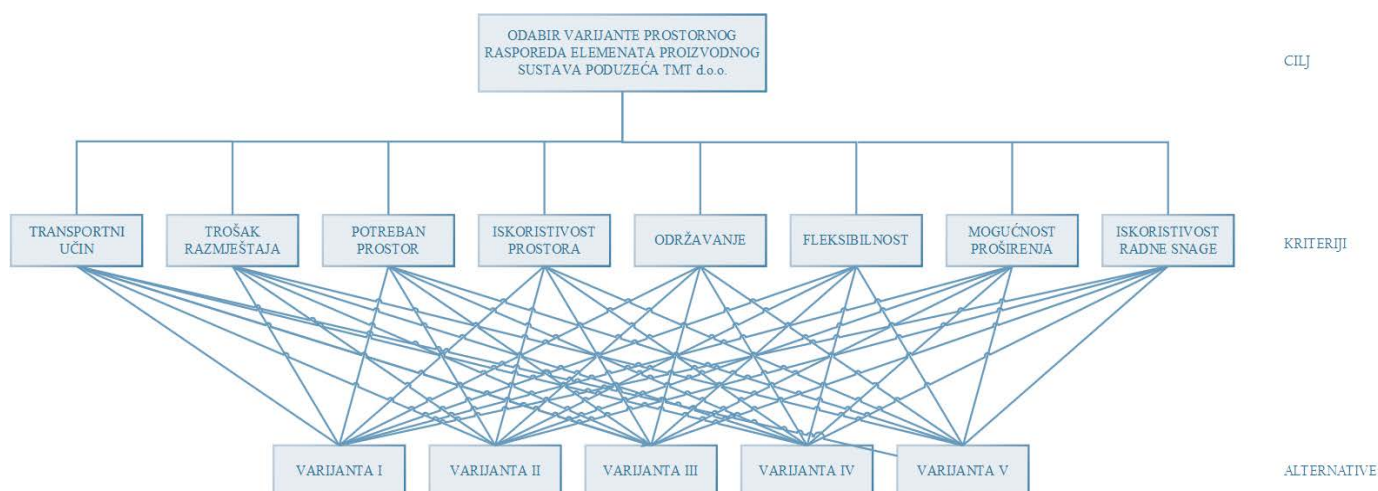 ODABIR VARIJANTE PROSTORNOG
RASPOREDA ELEMENATA PROIZVODNOG
SUSTAVA PODUZEĆA TMT d.o.o.
CILJ
TRANSPORTNI
UČIN
TROŠAK
RAZMJEŠTAJA
POTREBAN
PROSTOR
ISKORISTIVOST
PROSTORA
ODRŽAVANJE
FLEKSIBILNOST
MOGUĆNOST
PROŠIRENJA
ISKORISTIVOST
RADNE SNAGE
KRITERIJI
VARIJANTA I
VARIJANTA II
VARIJANTA III
VARIJANTA IV
VARIJANTA V
ALTERNATIVE